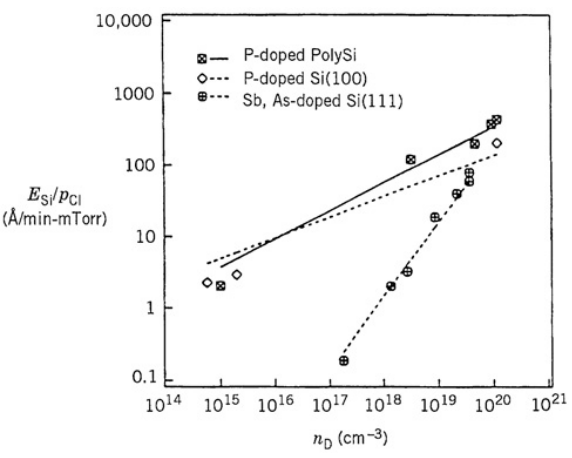 10,000
1000
100
10
1
0.1
E_Si/p_Cl
(Å/min-mTorr)
P-doped PolySi
P-doped Si(100)
Sb, As-doped Si(111)
10^14 10^15 10^16 10^17 10^18 10^19 10^20 10^21
n_D (cm^−3)